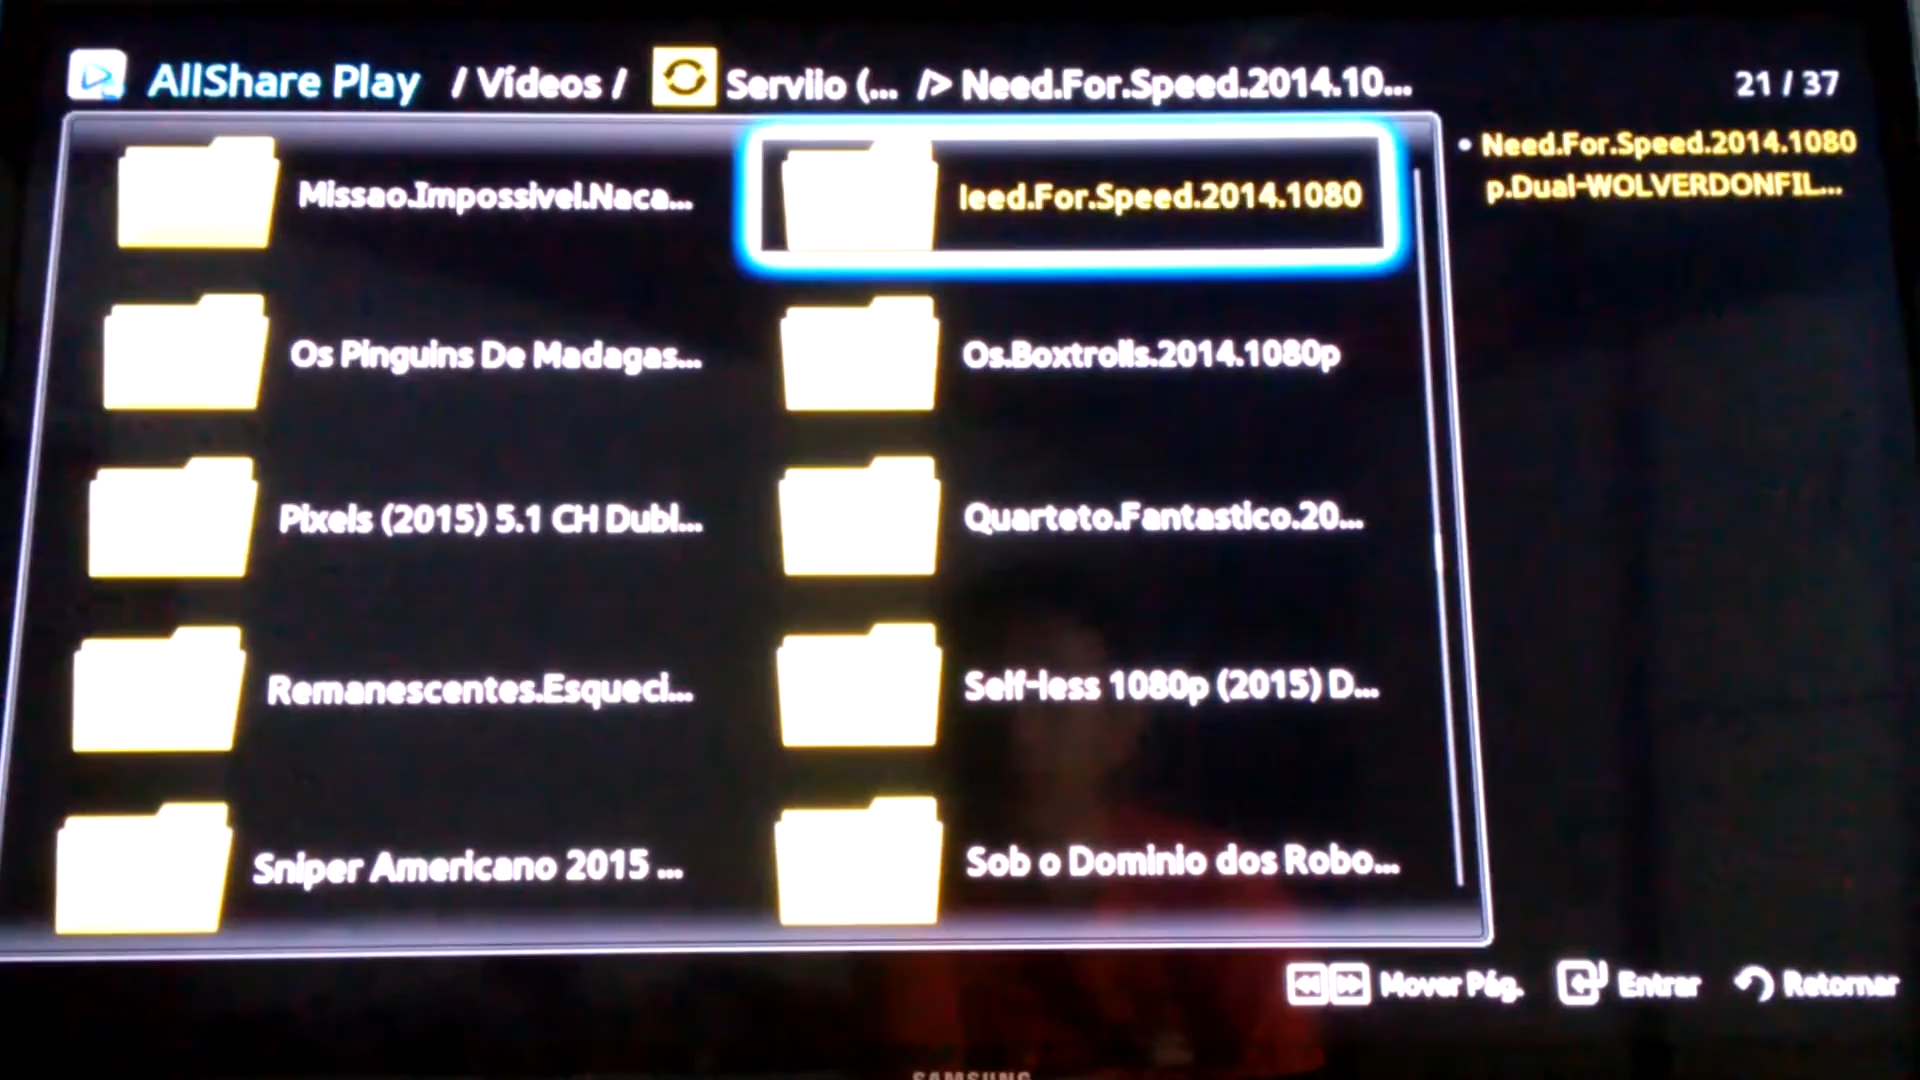 AllShare Play / Vídeos / Serviio (... /> Need.For.Speed.2014.10... 21 / 37
Missao.Impossivel.Naca...
leed.For.Speed.2014.1080
• Need.For.Speed.2014.1080
p.Dual-WOLVERDONFIL...
Os Pinguins De Madagas...
Os.Boxtrolls.2014.1080p
Pixels (2015) 5.1 CH Dubl...
Quarteto.Fantastico.20...
Remanescentes.Esqueci...
Self-less 1080p (2015) D...
Sniper Americano 2015 ...
Sob o Dominio dos Robo...
Mover Pág. Entrar Retornar
SAMSUNG